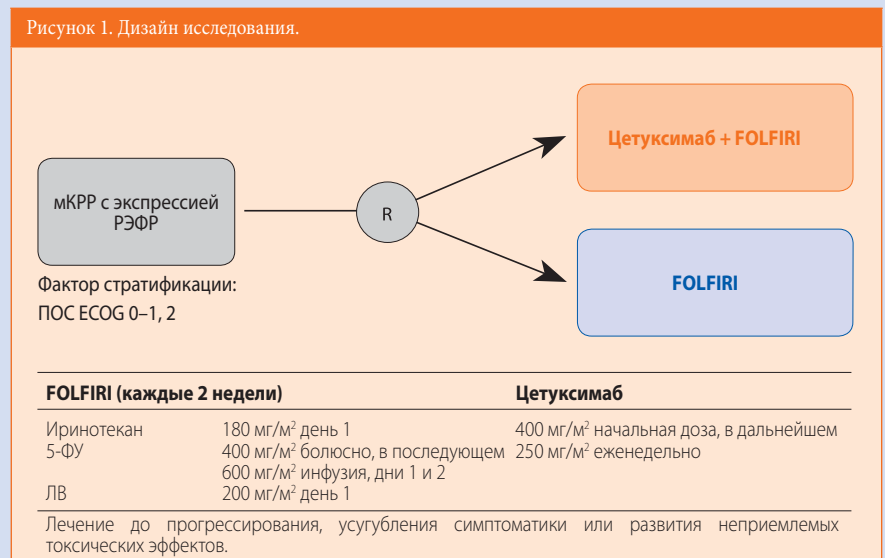 Рисунок 1. Дизайн исследования.
мКРР с экспрессией
РЭФР
Фактор стратификации:
ПОС ECOG 0–1, 2
R
Цетуксимаб + FOLFIRI
FOLFIRI
FOLFIRI (каждые 2 недели) Цетуксимаб
Иринотекан 180 мг/м² день 1 400 мг/м² начальная доза, в дальнейшем
5-ФУ 400 мг/м² болюсно, в последующем 250 мг/м² еженедельно
600 мг/м² инфузия, дни 1 и 2
ЛВ 200 мг/м² день 1
Лечение до прогрессирования, усугубления симптоматики или развития неприемлемых
токсических эффектов.